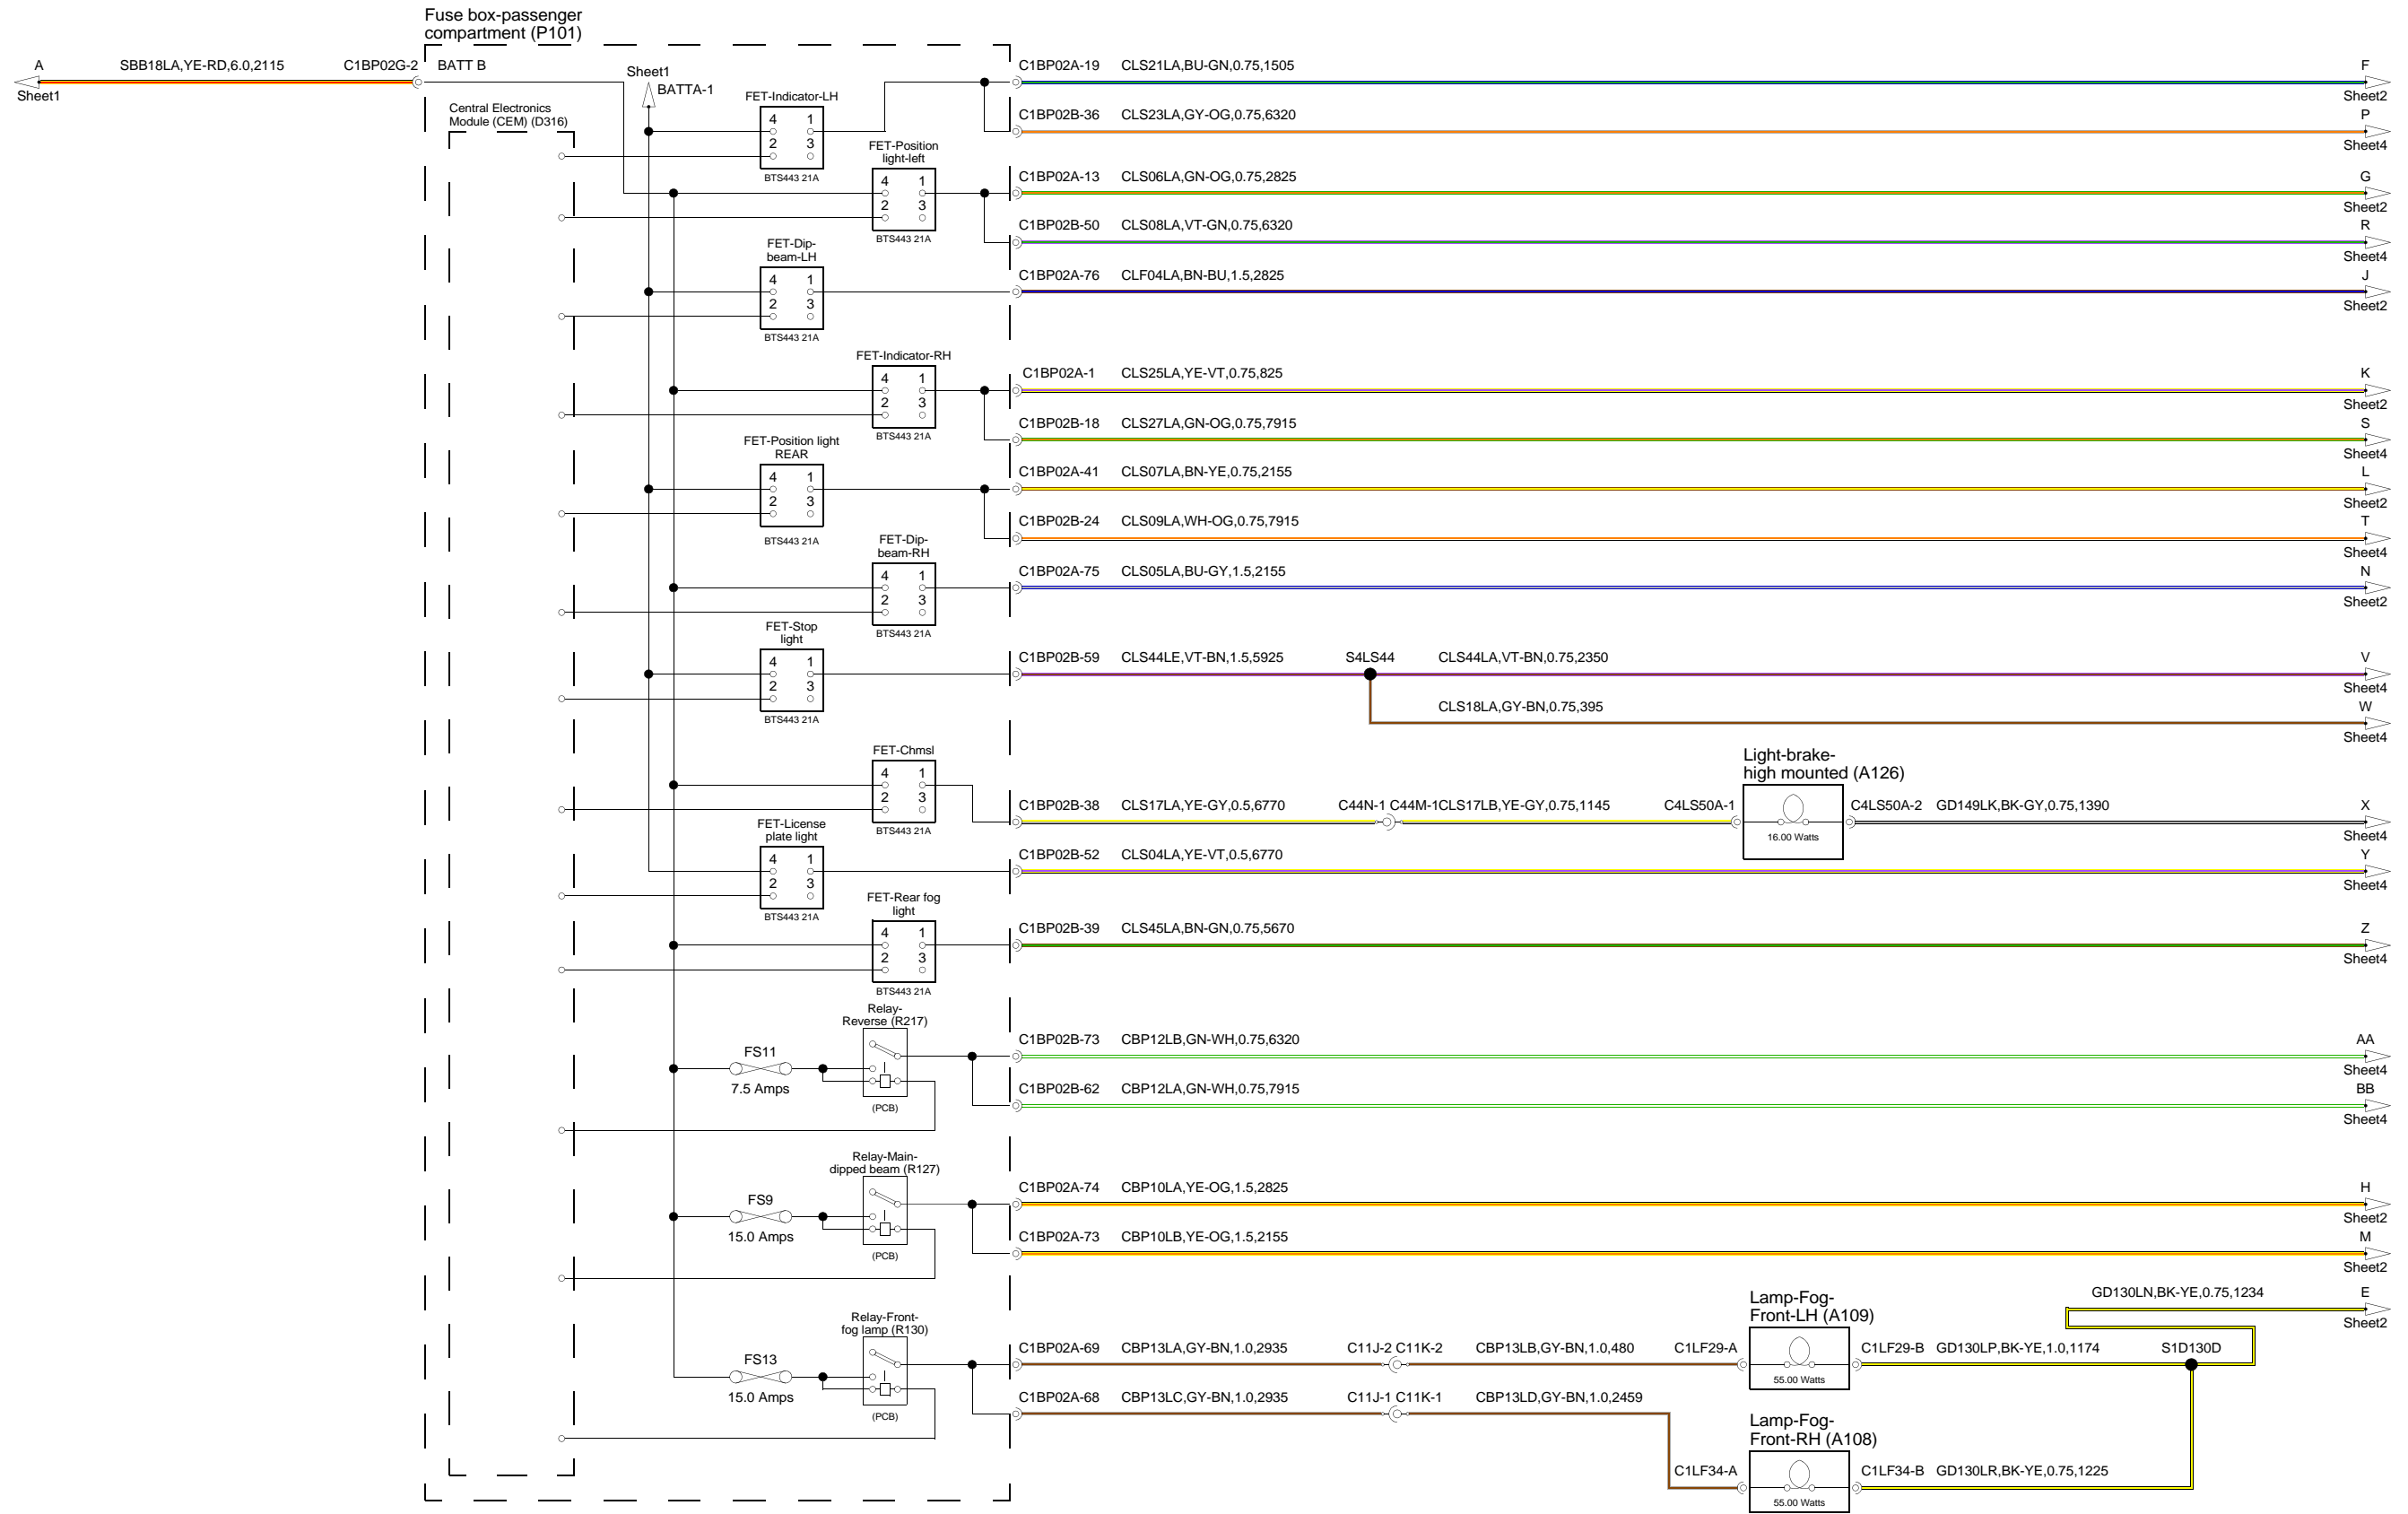 Fuse box-passenger
compartment (P101)
A
SBB18LA,YE-RD,6.0,2115
C1BP02G-2
BATT B
Sheet1
Sheet1
BATTA-1
Central Electronics
Module (CEM) (D316)
FET-Indicator-LH
4 1
2 3
BTS443 21A
C1BP02A-19 CLS21LA,BU-GN,0.75,1505
F
Sheet2
C1BP02B-36 CLS23LA,GY-OG,0.75,6320
P
Sheet4
FET-Position
light-left
4 1
2 3
BTS443 21A
C1BP02A-13 CLS06LA,GN-OG,0.75,2825
G
Sheet2
C1BP02B-50 CLS08LA,VT-GN,0.75,6320
R
Sheet4
FET-Dip-
beam-LH
4 1
2 3
BTS443 21A
C1BP02A-76 CLF04LA,BN-BU,1.5,2825
J
Sheet2
FET-Indicator-RH
4 1
2 3
BTS443 21A
C1BP02A-1 CLS25LA,YE-VT,0.75,825
K
Sheet2
C1BP02B-18 CLS27LA,GN-OG,0.75,7915
S
Sheet4
FET-Position light
REAR
4 1
2 3
BTS443 21A
C1BP02A-41 CLS07LA,BN-YE,0.75,2155
L
Sheet2
C1BP02B-24 CLS09LA,WH-OG,0.75,7915
T
Sheet4
FET-Dip-
beam-RH
4 1
2 3
BTS443 21A
C1BP02A-75 CLS05LA,BU-GY,1.5,2155
N
Sheet2
FET-Stop
light
4 1
2 3
BTS443 21A
C1BP02B-59 CLS44LE,VT-BN,1.5,5925
S4LS44
CLS44LA,VT-BN,0.75,2350
V
Sheet4
CLS18LA,GY-BN,0.75,395
W
Sheet4
FET-Chmsl
4 1
2 3
BTS443 21A
C1BP02B-38 CLS17LA,YE-GY,0.5,6770
C44N-1 C44M-1CLS17LB,YE-GY,0.75,1145
C4LS50A-1
Light-brake-
high mounted (A126)
16.00 Watts
C4LS50A-2 GD149LK,BK-GY,0.75,1390
X
Sheet4
FET-License
plate light
4 1
2 3
BTS443 21A
C1BP02B-52 CLS04LA,YE-VT,0.5,6770
Y
Sheet4
FET-Rear fog
light
4 1
2 3
BTS443 21A
C1BP02B-39 CLS45LA,BN-GN,0.75,5670
Z
Sheet4
Relay-
Reverse (R217)
FS11
7.5 Amps
(PCB)
C1BP02B-73 CBP12LB,GN-WH,0.75,6320
AA
Sheet4
C1BP02B-62 CBP12LA,GN-WH,0.75,7915
BB
Sheet4
Relay-Main-
dipped beam (R127)
FS9
15.0 Amps
(PCB)
C1BP02A-74 CBP10LA,YE-OG,1.5,2825
H
Sheet2
C1BP02A-73 CBP10LB,YE-OG,1.5,2155
M
Sheet2
GD130LN,BK-YE,0.75,1234
E
Sheet2
Relay-Front-
fog lamp (R130)
FS13
15.0 Amps
(PCB)
C1BP02A-69 CBP13LA,GY-BN,1.0,2935
C11J-2 C11K-2
CBP13LB,GY-BN,1.0,480
C1LF29-A
Lamp-Fog-
Front-LH (A109)
55.00 Watts
C1LF29-B GD130LP,BK-YE,1.0,1174
S1D130D
C1BP02A-68 CBP13LC,GY-BN,1.0,2935
C11J-1 C11K-1
CBP13LD,GY-BN,1.0,2459
C1LF34-A
Lamp-Fog-
Front-RH (A108)
55.00 Watts
C1LF34-B GD130LR,BK-YE,0.75,1225